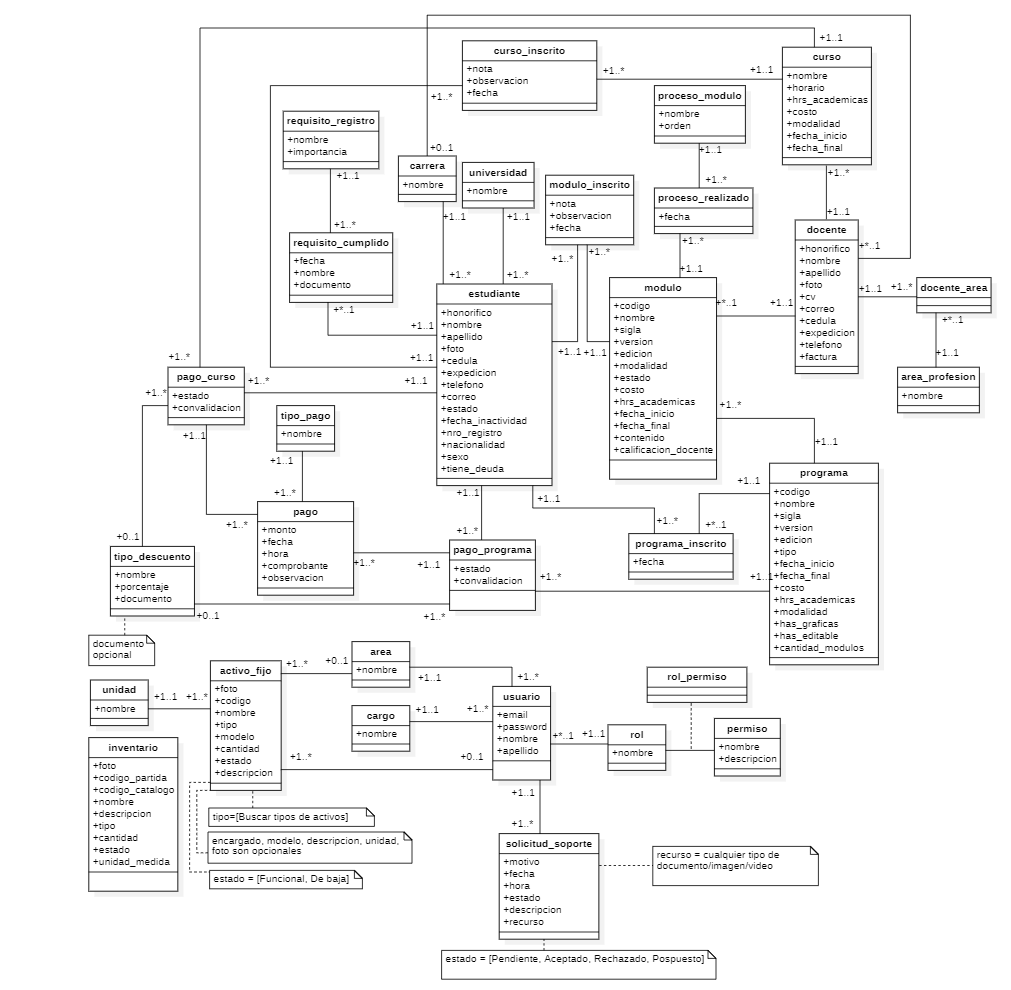 +1..1
curso_inscrito
+nota
+observacion
+fecha
+1..*
+1..*
+1..1
curso
+nombre
+horario
+hrs_academicas
+costo
+modalidad
+fecha_inicio
+fecha_final
+1..*
+1..1
proceso_modulo
+nombre
+orden
+1..1
+1..*
requisito_registro
+nombre
+importancia
+1..1
+1..*
+0..1
carrera
+nombre
+1..1
+1..*
universidad
+nombre
+1..1
+1..*
modulo_inscrito
+nota
+observacion
+fecha
+1..*
+1..*
+1..1
+1..1
proceso_realizado
+fecha
+1..*
+1..1
docente
+honorifico
+nombre
+apellido
+foto
+cv
+correo
+cedula
+expedicion
+telefono
+factura
+*..1
+1..1
+1..*
+1..1
+*..1
docente_area
+*..1
+1..1
area_profesion
+nombre
requisito_cumplido
+fecha
+nombre
+documento
+*..1
+1..1
+1..1
+1..1
estudiante
+honorifico
+nombre
+apellido
+foto
+cedula
+expedicion
+telefono
+correo
+estado
+fecha_inactividad
+nro_registro
+nacionalidad
+sexo
+tiene_deuda
+1..1
+1..*
modulo
+codigo
+nombre
+sigla
+version
+edicion
+modalidad
+estado
+costo
+hrs_academicas
+fecha_inicio
+fecha_final
+contenido
+calificacion_docente
+1..*
+1..1
+1..*
pago_curso
+estado
+convalidacion
+1..*
+1..*
+1..1
+1..*
+0..1
tipo_pago
+nombre
+1..1
+1..*
pago
+monto
+fecha
+hora
+comprobante
+observacion
+1..*
+1..1
pago_programa
+estado
+convalidacion
+1..*
+1..*
+1..1
programa_inscrito
+fecha
+1..*
+*..1
+1..1
programa
+codigo
+nombre
+sigla
+version
+edicion
+tipo
+fecha_inicio
+fecha_final
+costo
+hrs_academicas
+modalidad
+has_graficas
+has_editable
+cantidad_modulos
tipo_descuento
+nombre
+porcentaje
+documento
+0..1
documento
opcional
unidad
+nombre
+1..1
+1..*
activo_fijo
+foto
+codigo
+nombre
+tipo
+modelo
+cantidad
+estado
+descripcion
+1..*
+0..1
+1..*
+0..1
area
+nombre
+1..1
+1..*
cargo
+nombre
+1..1
+1..*
usuario
+email
+password
+nombre
+apellido
+*..1
+1..1
rol
+nombre
rol_permiso
permiso
+nombre
+descripcion
inventario
+foto
+codigo_partida
+codigo_catalogo
+nombre
+descripcion
+tipo
+cantidad
+estado
+unidad_medida
tipo=[Buscar tipos de activos]
encargado, modelo, descripcion, unidad,
foto son opcionales
estado = [Funcional, De baja]
+1..1
+1..*
solicitud_soporte
+motivo
+fecha
+hora
+estado
+descripcion
+recurso
recurso = cualquier tipo de
documento/imagen/video
estado = [Pendiente, Aceptado, Rechazado, Pospuesto]